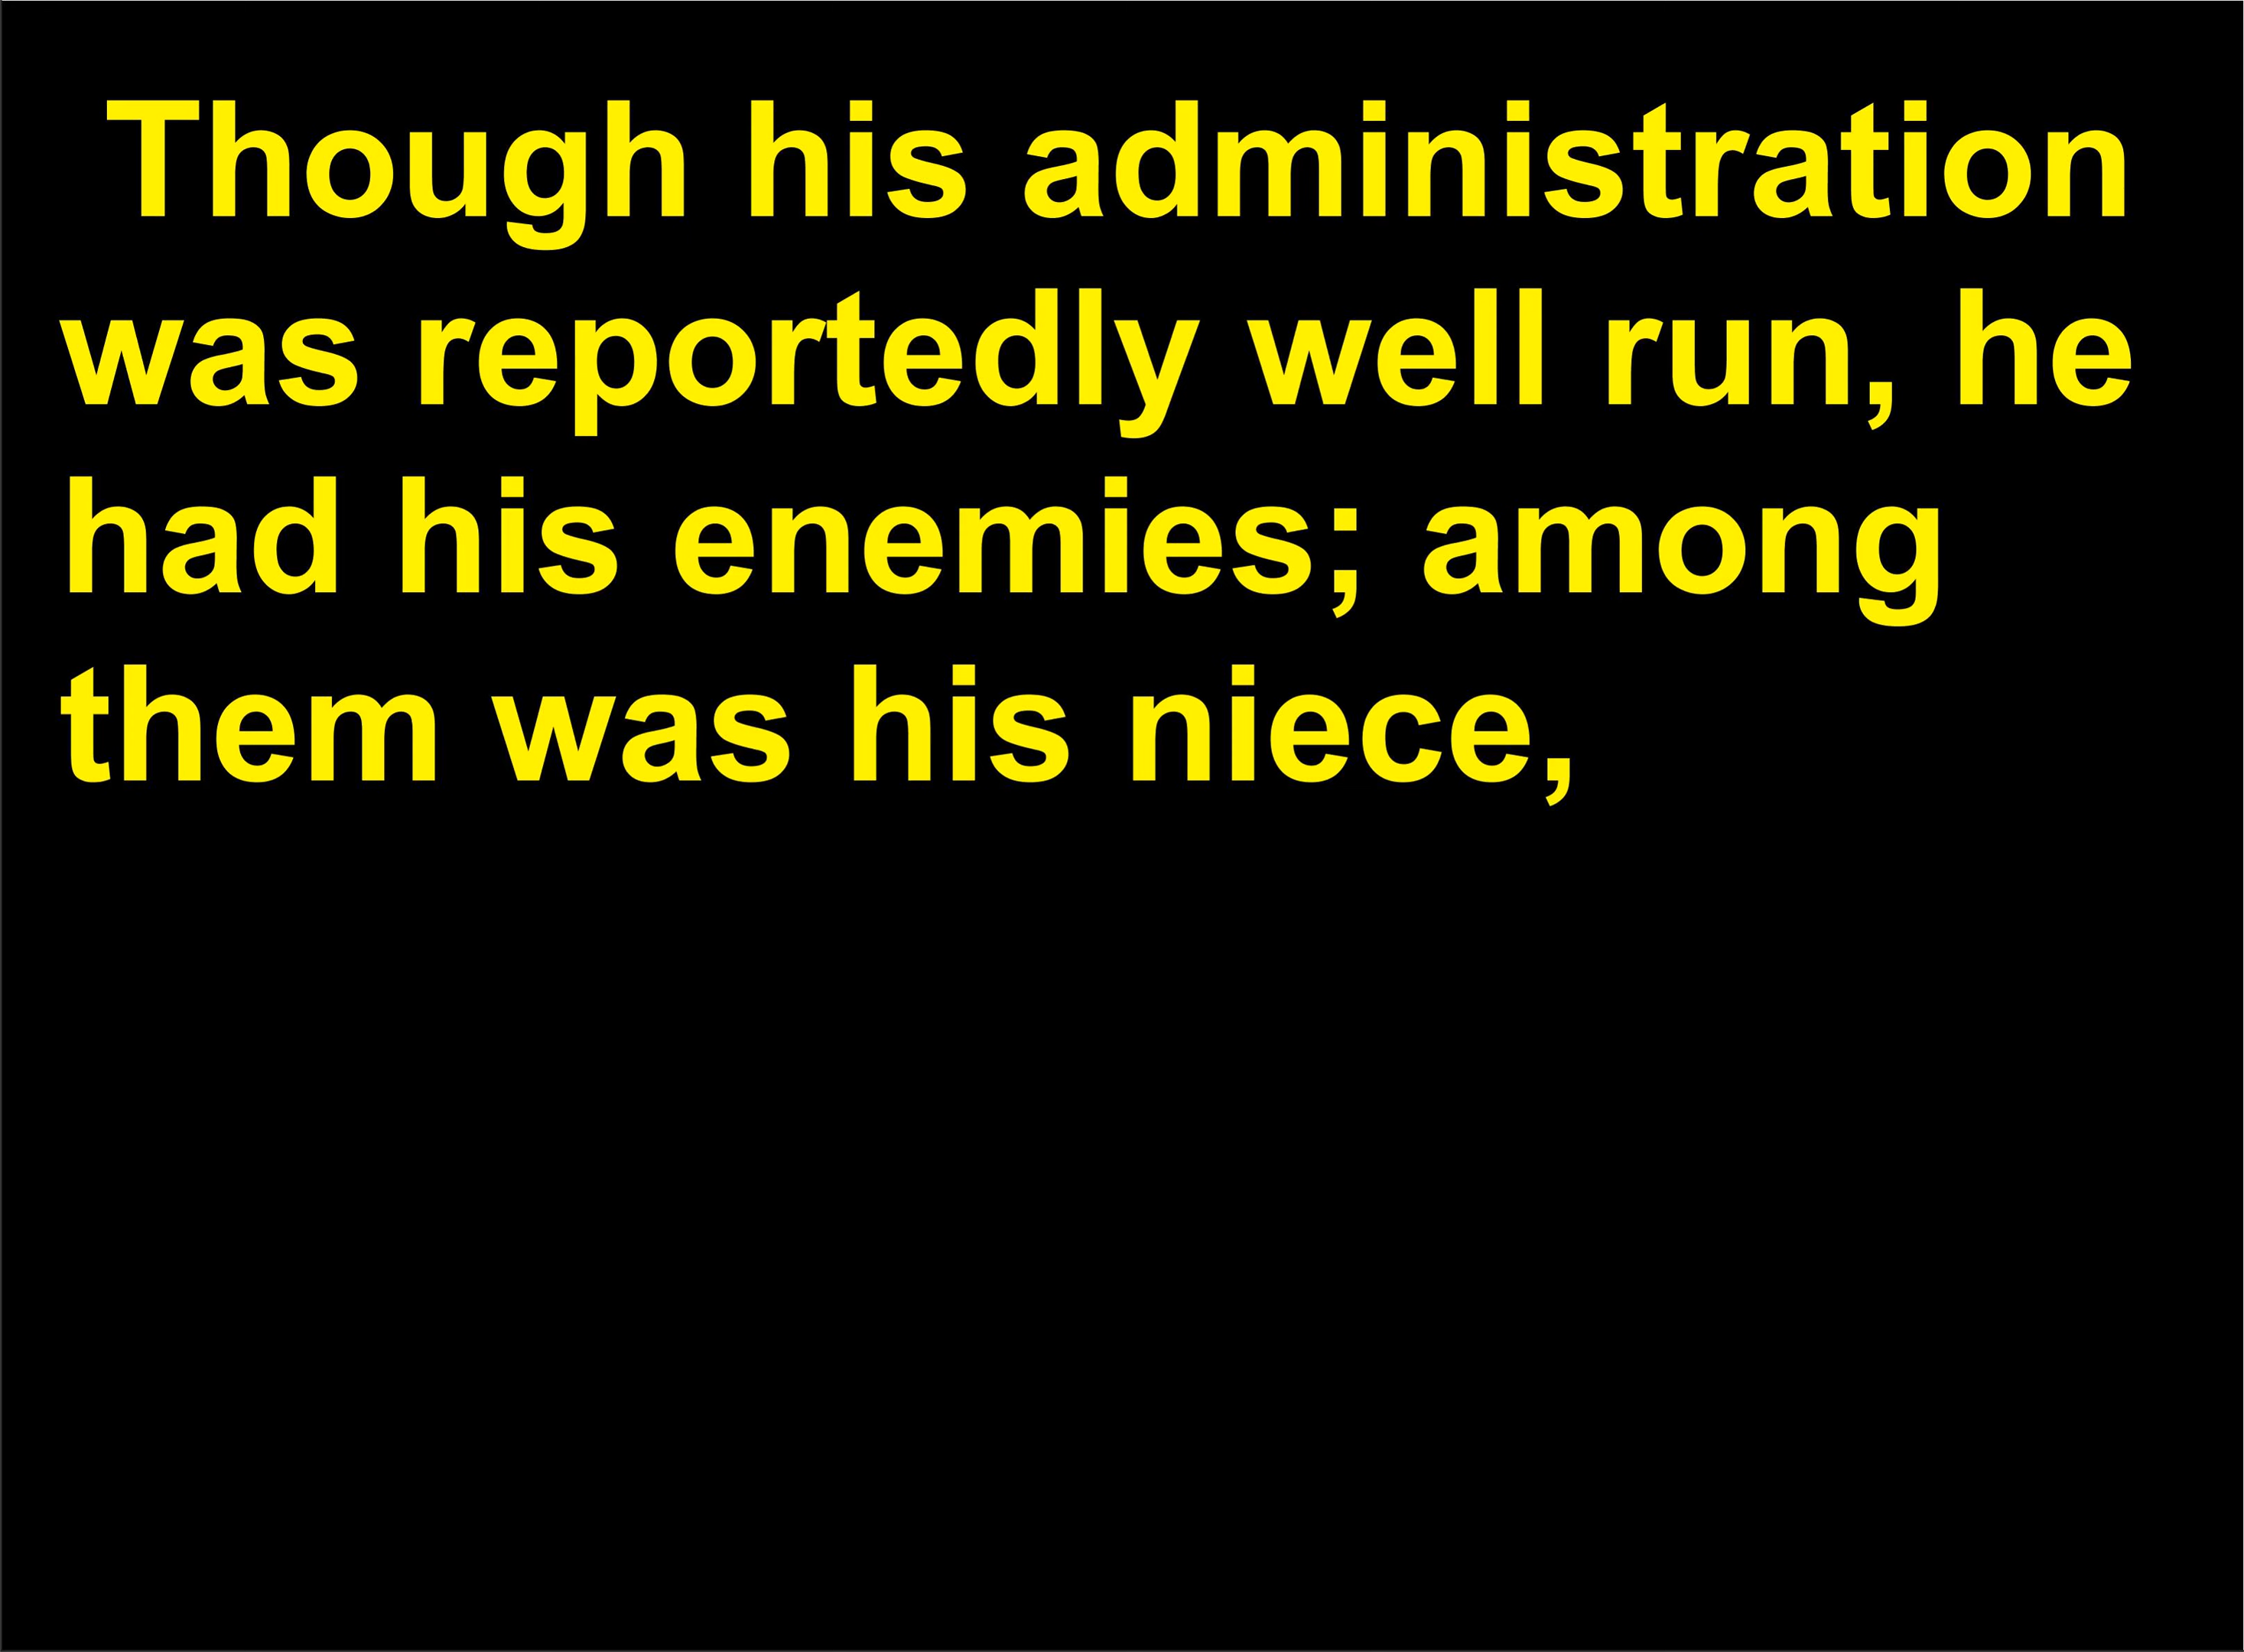 Though his administration
was reportedly well run, he
had his enemies; among
them was his niece,